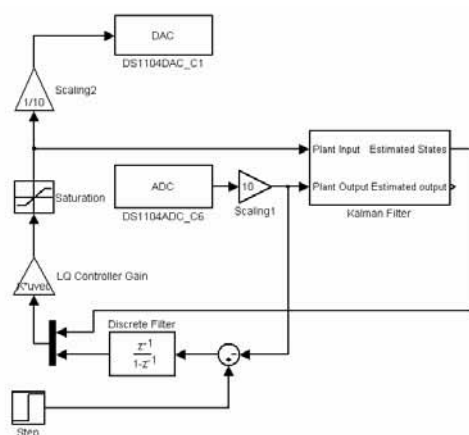 DAC
DS1104DAC_C1
1/10
Scaling2
Plant Input
Estimated States
Plant Output
Estimated output
Kalman Filter
ADC
DS1104ADC_C6
10
Scaling1
Saturation
K*uvec
LQ Controller Gain
Discrete Filter
z-1
1-z-1
Step